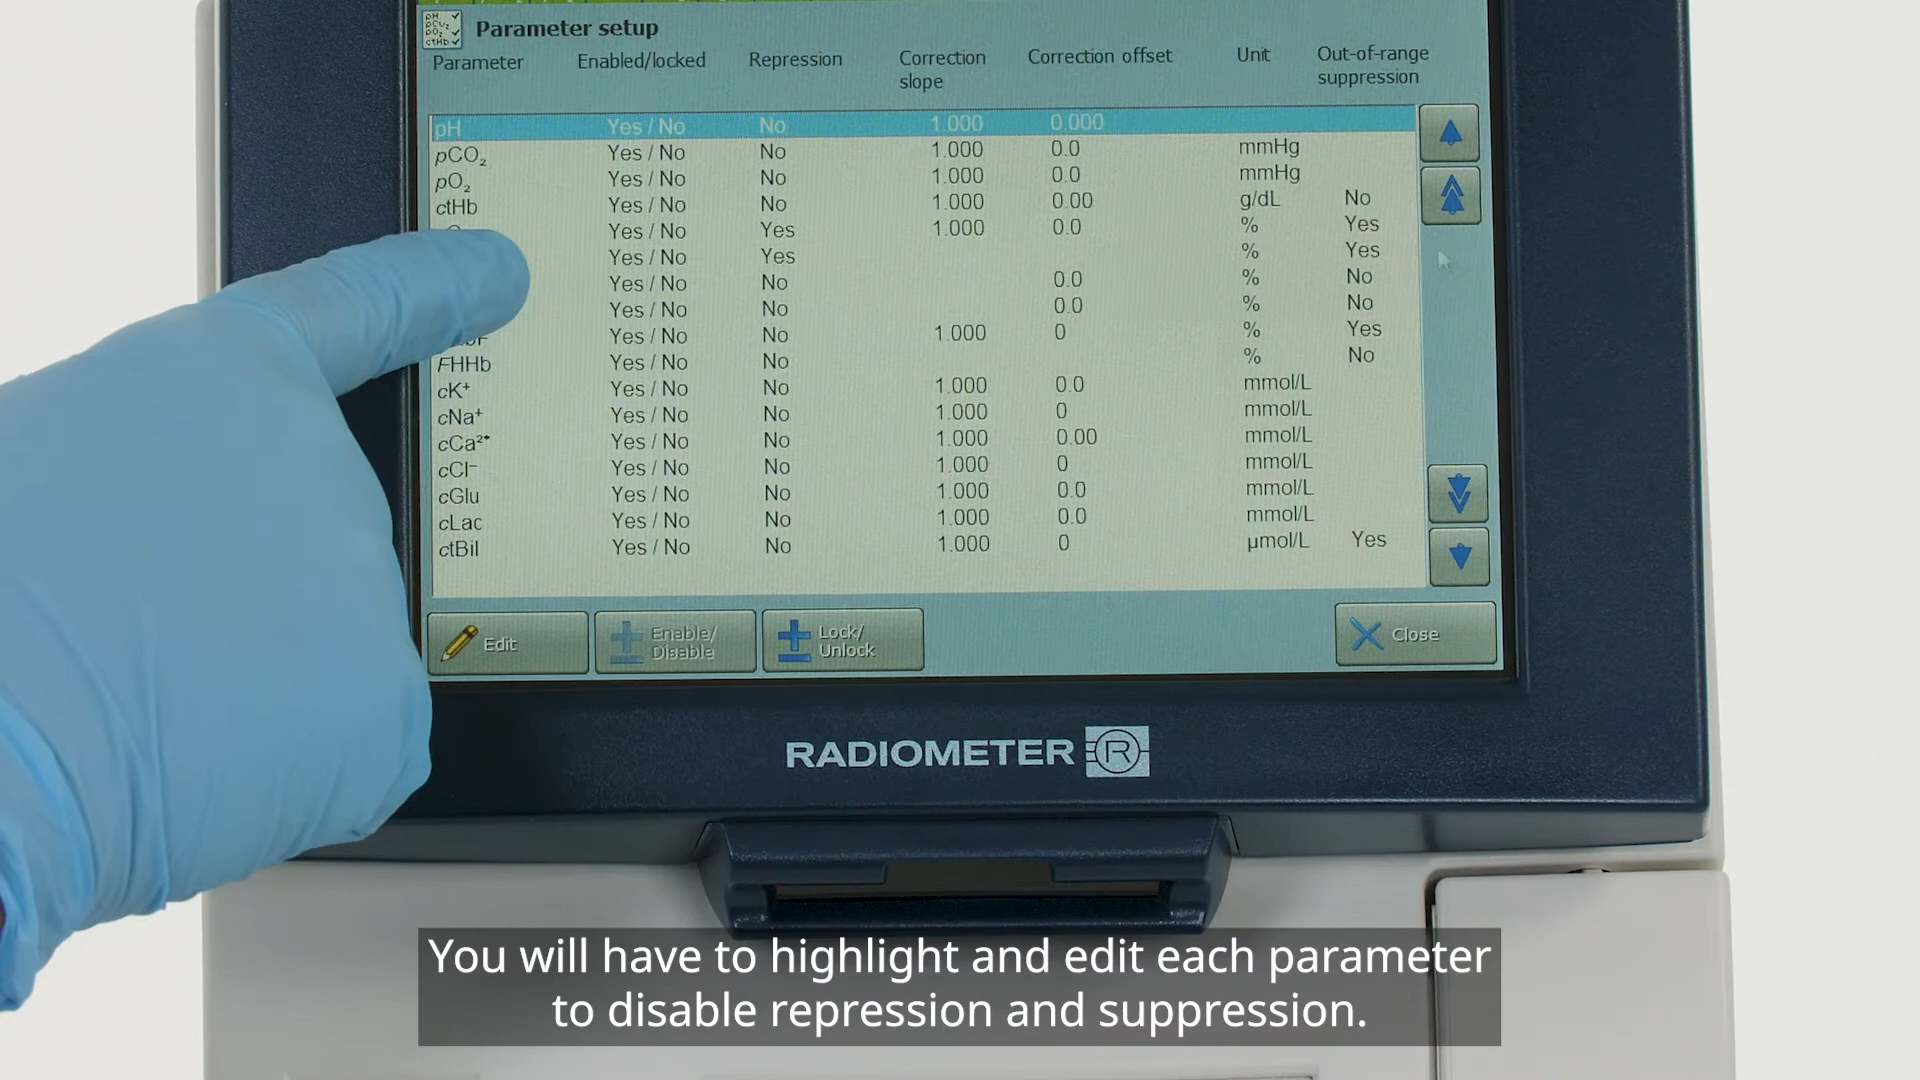 Parameter setup
Parameter Enabled/locked Repression Correction slope Correction offset Unit Out-of-range suppression
pH Yes / No No 1.000 0.000
pCO₂ Yes / No No 1.000 0.0 mmHg
pO₂ Yes / No No 1.000 0.0 mmHg
ctHb Yes / No No 1.000 0.00 g/dL No
Yes / No Yes 1.000 0.0 % Yes
Yes / No Yes % Yes
Yes / No No 0.0 % No
Yes / No No 0.0 % No
Yes / No No 1.000 0 % Yes
FHHb Yes / No No % No
cK⁺ Yes / No No 1.000 0.0 mmol/L
cNa⁺ Yes / No No 1.000 0 mmol/L
cCa²⁺ Yes / No No 1.000 0.00 mmol/L
cCl⁻ Yes / No No 1.000 0 mmol/L
cGlu Yes / No No 1.000 0.0 mmol/L
cLac Yes / No No 1.000 0.0 mmol/L
ctBil Yes / No No 1.000 0 µmol/L Yes
Edit Enable/ Disable Lock/ Unlock Close
RADIOMETER R
You will have to highlight and edit each parameter
to disable repression and suppression.